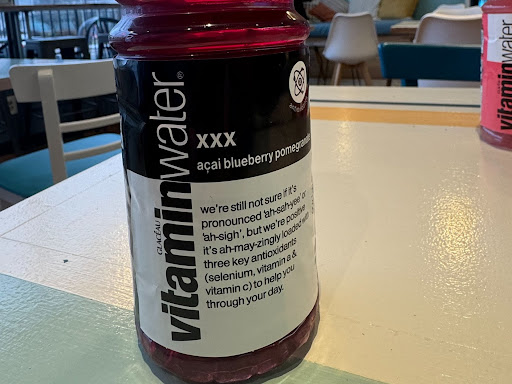 GLACÉAU
vitaminwater®
xxx
açai blueberry pomegranate
we're still not sure if it's
pronounced 'ah-sah-yee' or
'ah-sigh', but we're positive
it's ah-may-zingly loaded with
three key antioxidants
(selenium, vitamin a &
vitamin c) to help you
through your day.
vitaminwater